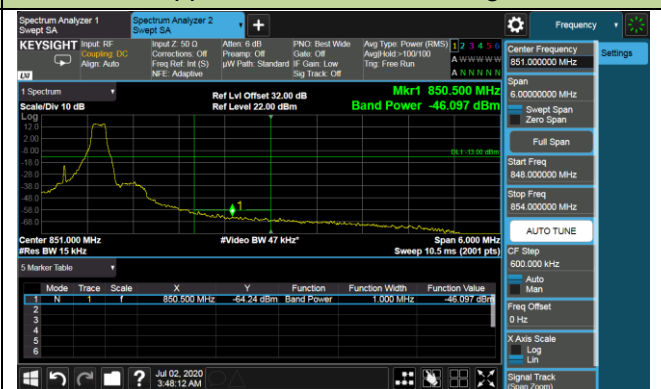 Spectrum Analyzer 1
Swept SA
Spectrum Analyzer 2
Swept SA
Frequency
KEYSIGHT
Input: RF
Coupling: DC
Align: Auto
Input Z: 50 Ω
Corrections: Off
Freq Ref: Int (S)
NFE: Adaptive
Atten: 6 dB
Preamp: Off
µW Path: Standard
PNO: Best Wide
Gate: Off
IF Gain: Low
Sig Track: Off
Avg Type: Power (RMS)
Avg|Hold:>100/100
Trig: Free Run
1 2 3 4 5 6
A W W W W W
A N N N N N
LXI
1 Spectrum
Scale/Div 10 dB
Ref Lvl Offset 32.00 dB
Ref Level 22.00 dBm
Mkr1 850.500 MHz
Band Power -46.097 dBm
Log
12.0
2.00
-8.00
-18.0
-28.0
-38.0
-48.0
-58.0
-68.0
DL1 -13.00 dBm
1
Center 851.000 MHz
#Video BW 47 kHz*
Span 6.000 MHz
#Res BW 15 kHz
Sweep 10.5 ms (2001 pts)
5 Marker Table
Mode Trace Scale X Y Function Function Width Function Value
1 N 1 f 850.500 MHz -64.24 dBm Band Power 1.000 MHz -46.097 dBm
2
3
4
5
6
Jul 02, 2020
3:48:12 AM
Center Frequency
851.000000 MHz
Settings
Span
6.00000000 MHz
Swept Span
Zero Span
Full Span
Start Freq
848.000000 MHz
Stop Freq
854.000000 MHz
AUTO TUNE
CF Step
600.000 kHz
Auto
Man
Freq Offset
0 Hz
X Axis Scale
Log
Lin
Signal Track
(Span Zoom)